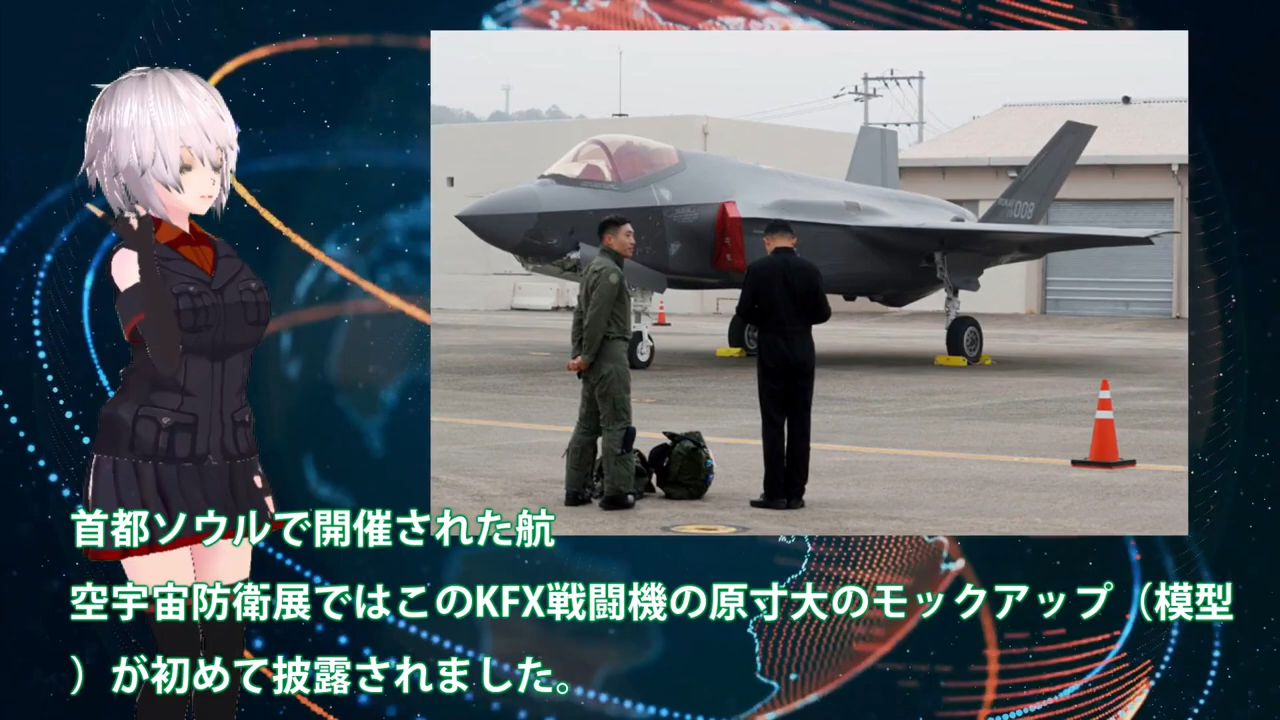 008
首都ソウルで開催された航
空宇宙防衛展ではこのKFX戦闘機の原寸大のモックアップ（模型
）が初めて披露されました。